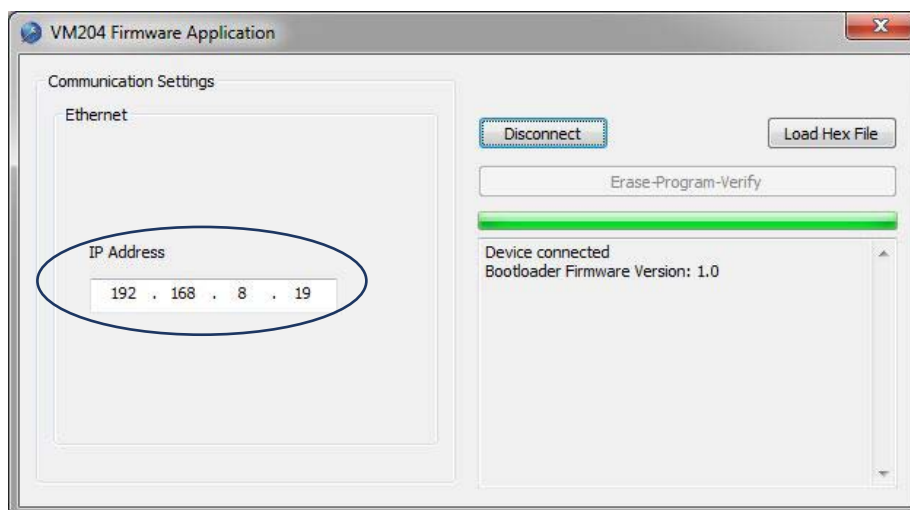 VM204 Firmware Application
Communication Settings
Ethernet
IP Address
192 . 168 . 8 . 19
Disconnect
Load Hex File
Erase-Program-Verify
Device connected
Bootloader Firmware Version: 1.0